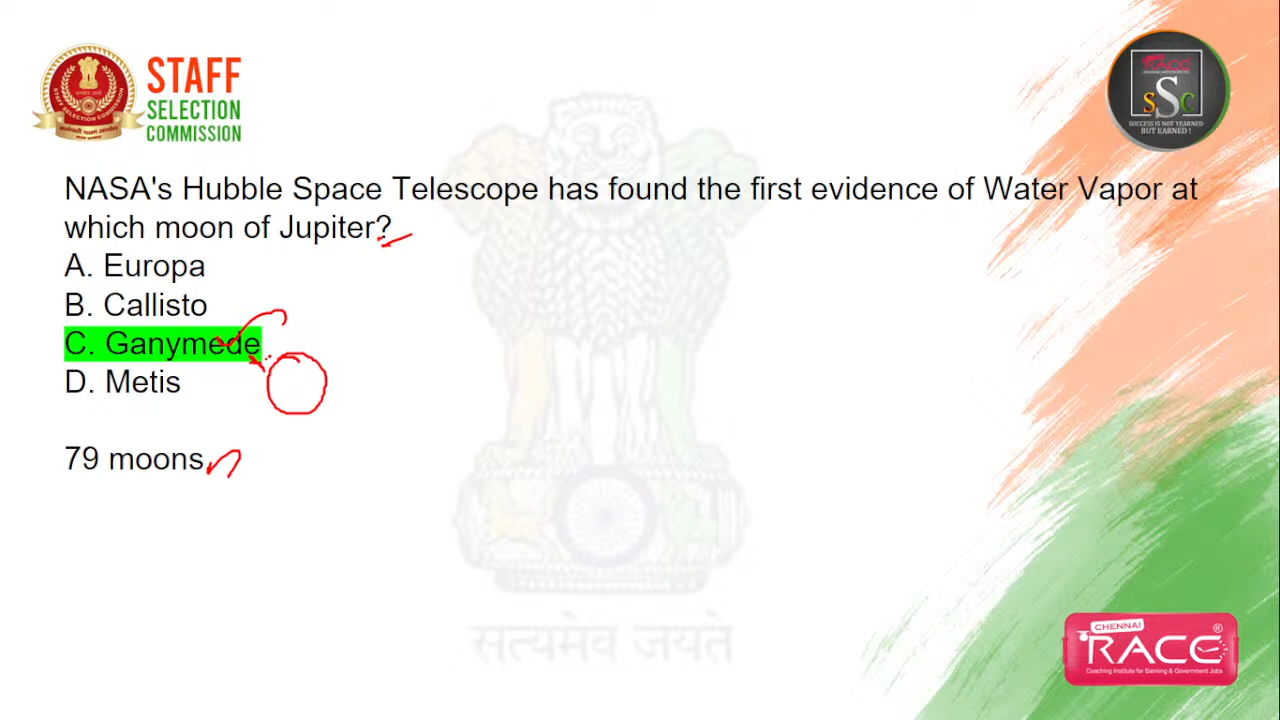 STAFF
SELECTION
COMMISSION
RACE
SSC
SUCCESS IS NOT YEARNED
BUT EARNED !
NASA's Hubble Space Telescope has found the first evidence of Water Vapor at
which moon of Jupiter?
A. Europa
B. Callisto
C. Ganymede
D. Metis
79 moons
सत्यमेव जयते
CHENNAI
RACE®
Coaching Institute for Banking & Government Jobs